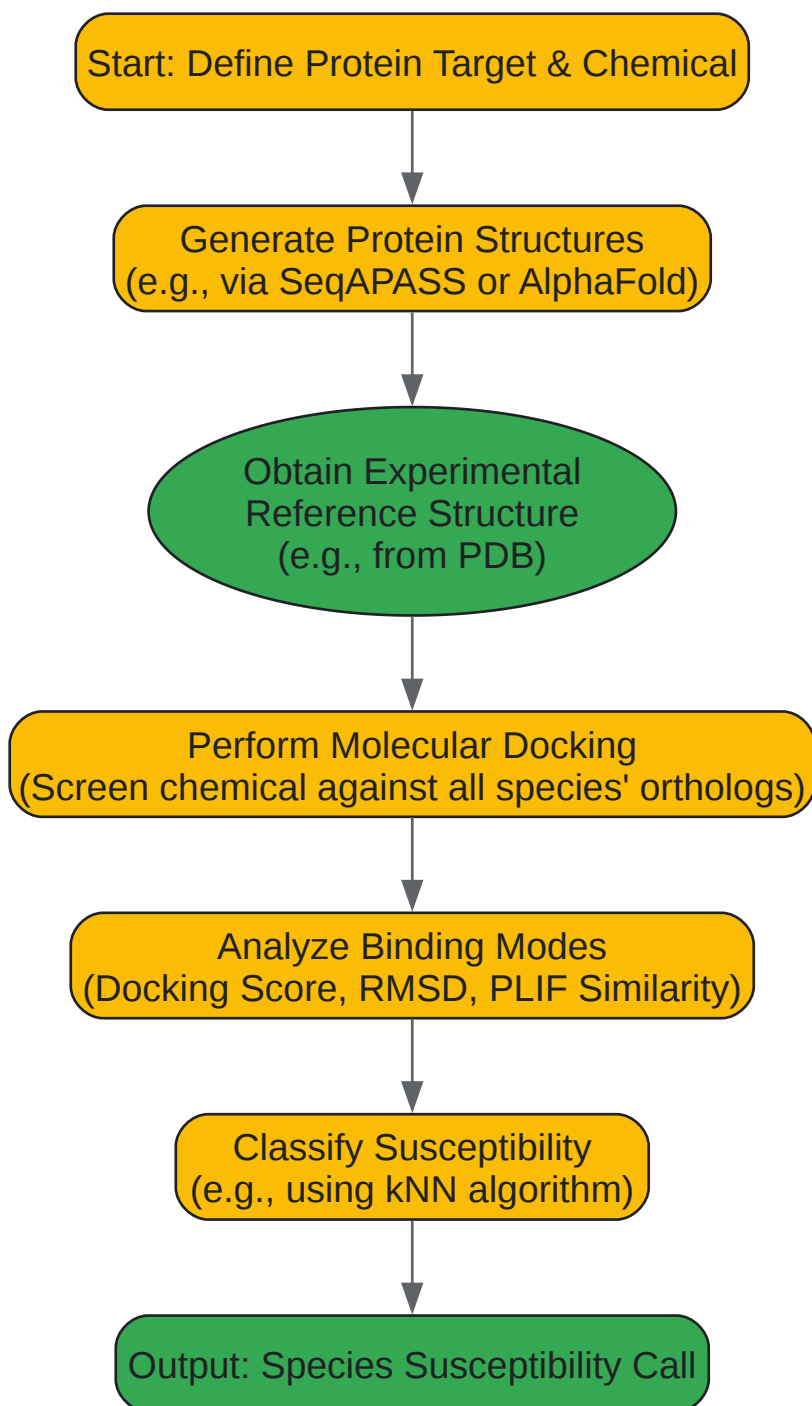 Start: Define Protein Target & Chemical
Generate Protein Structures
(e.g., via SeqAPASS or AlphaFold)
Obtain Experimental
Reference Structure
(e.g., from PDB)
Perform Molecular Docking
(Screen chemical against all species' orthologs)
Analyze Binding Modes
(Docking Score, RMSD, PLIF Similarity)
Classify Susceptibility
(e.g., using kNN algorithm)
Output: Species Susceptibility Call